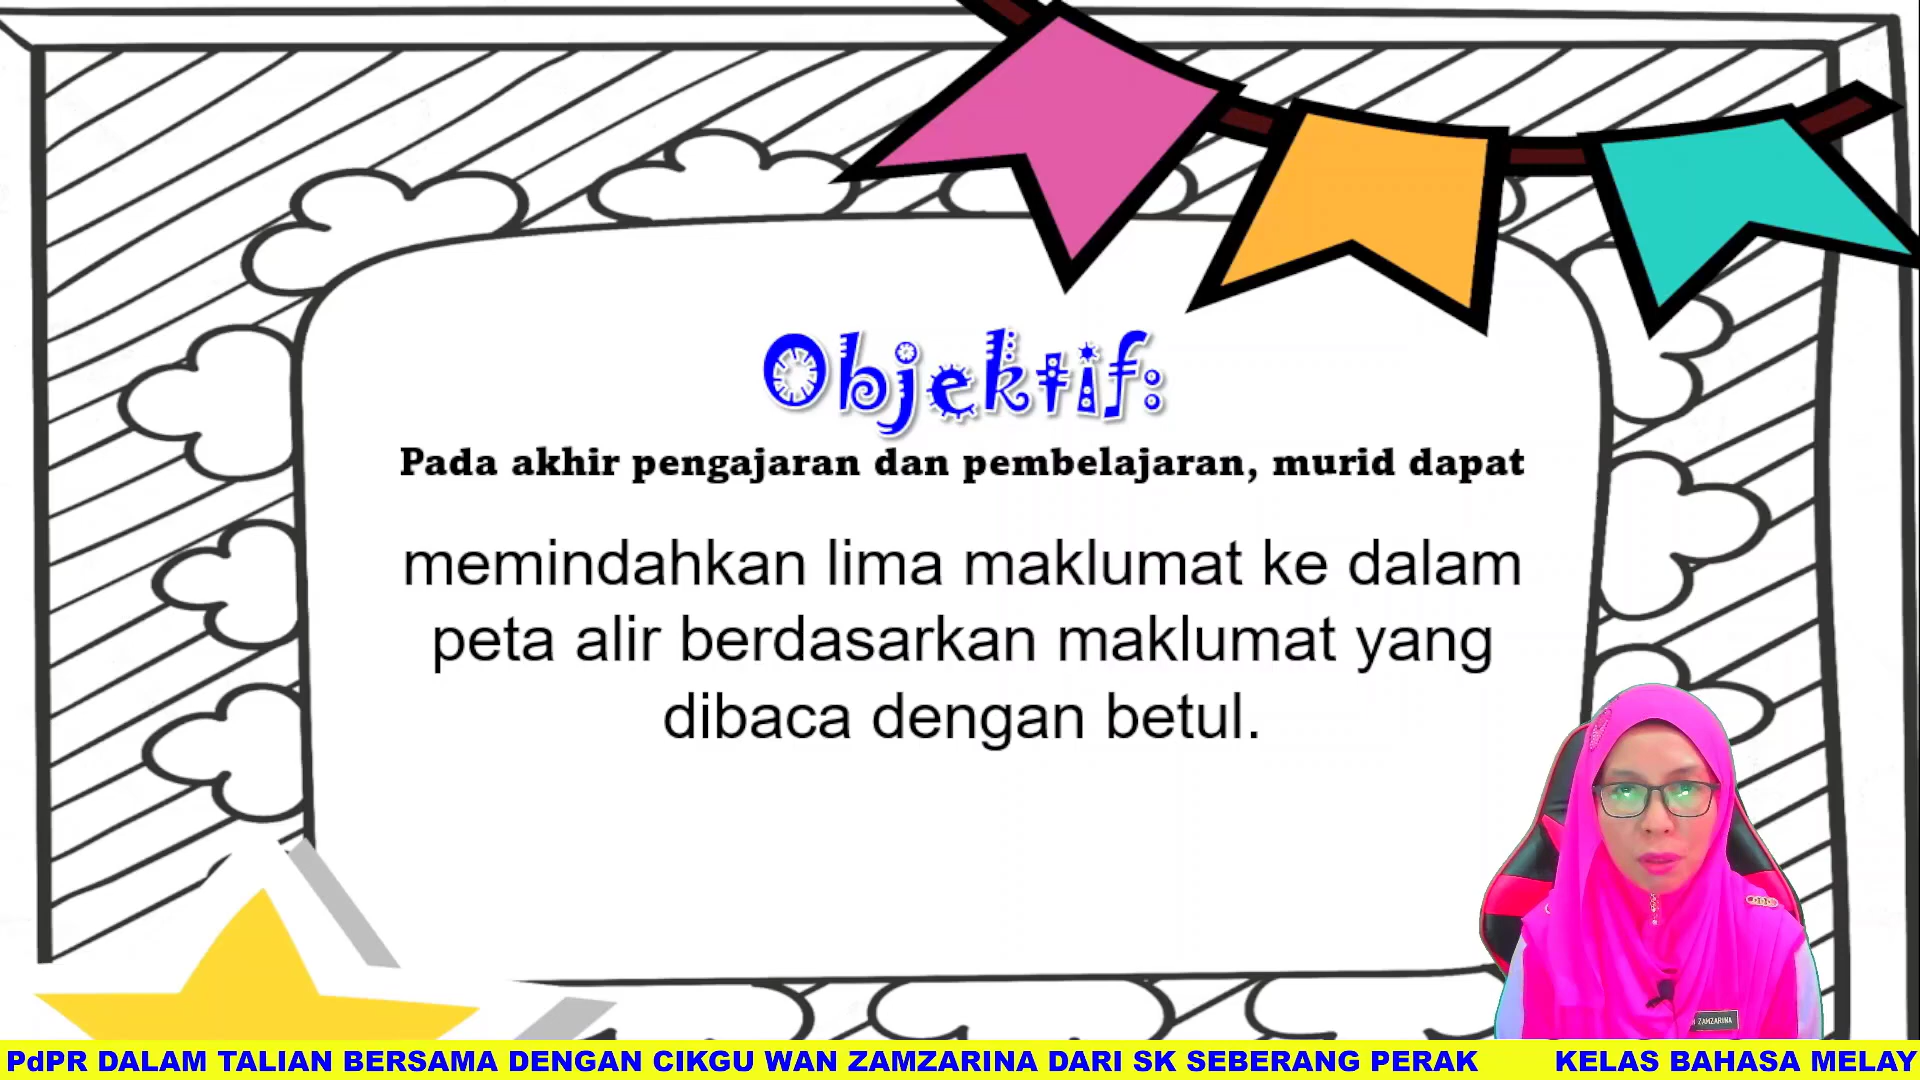 Objektif:
Pada akhir pengajaran dan pembelajaran, murid dapat
memindahkan lima maklumat ke dalam
peta alir berdasarkan maklumat yang
dibaca dengan betul.
ZAMZARINA
PdPR DALAM TALIAN BERSAMA DENGAN CIKGU WAN ZAMZARINA DARI SK SEBERANG PERAK KELAS BAHASA MELAY